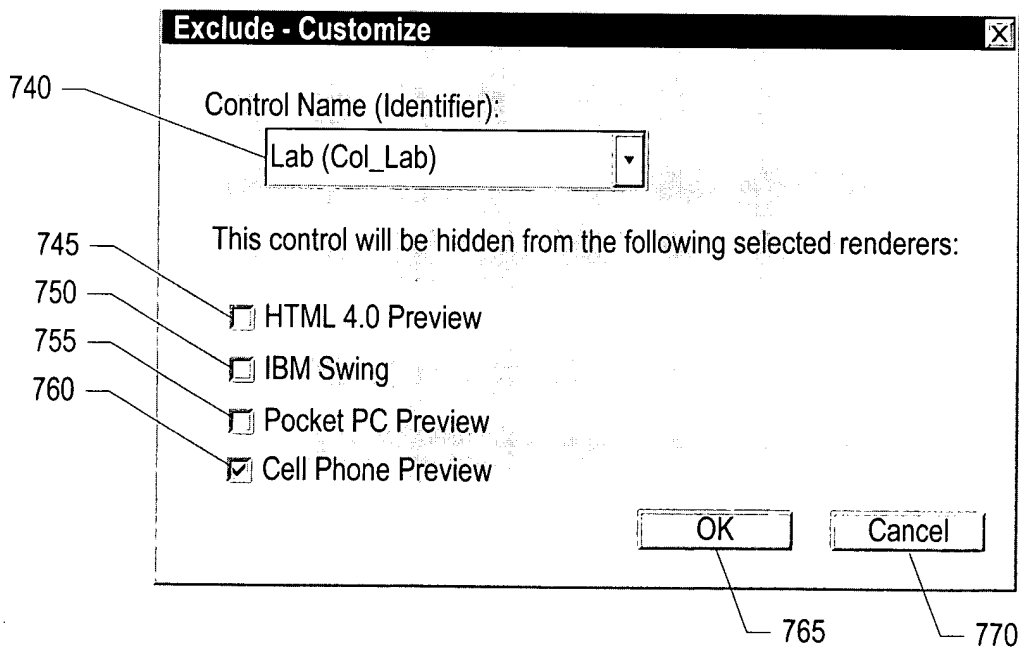 Exclude - Customize
740
Control Name (Identifier):
Lab (Col_Lab)
745
This control will be hidden from the following selected renderers:
750
HTML 4.0 Preview
755
IBM Swing
760
Pocket PC Preview
Cell Phone Preview
OK
Cancel
765
770